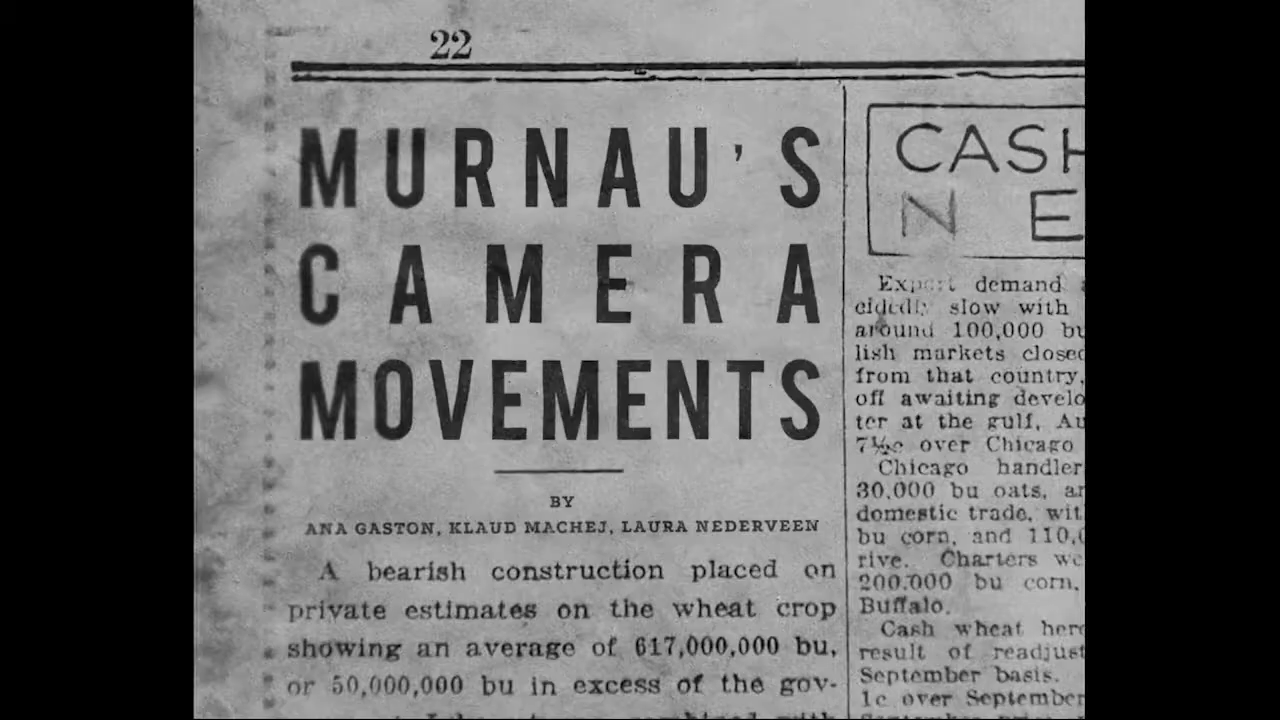 22
MURNAU'S
CAMERA
MOVEMENTS
BY
ANA GASTON, KLAUD MACHEJ, LAURA NEDERVEEN
A bearish construction placed on
private estimates on the wheat crop
showing an average of 617,000,000 bu,
or 50,000,000 bu in excess of the gov-
combined with
CASH
N E
Export demand
cidedly slow with
around 100,000 bu
lish markets closed
from that country,
off awaiting develo
ter at the gulf, Au
7½c over Chicago
Chicago handler
30,000 bu oats, an
domestic trade, wit
bu corn, and 110,0
rive. Charters we
200,000 bu corn,
Buffalo.
Cash wheat here
result of readjust
September basis.
1c over September